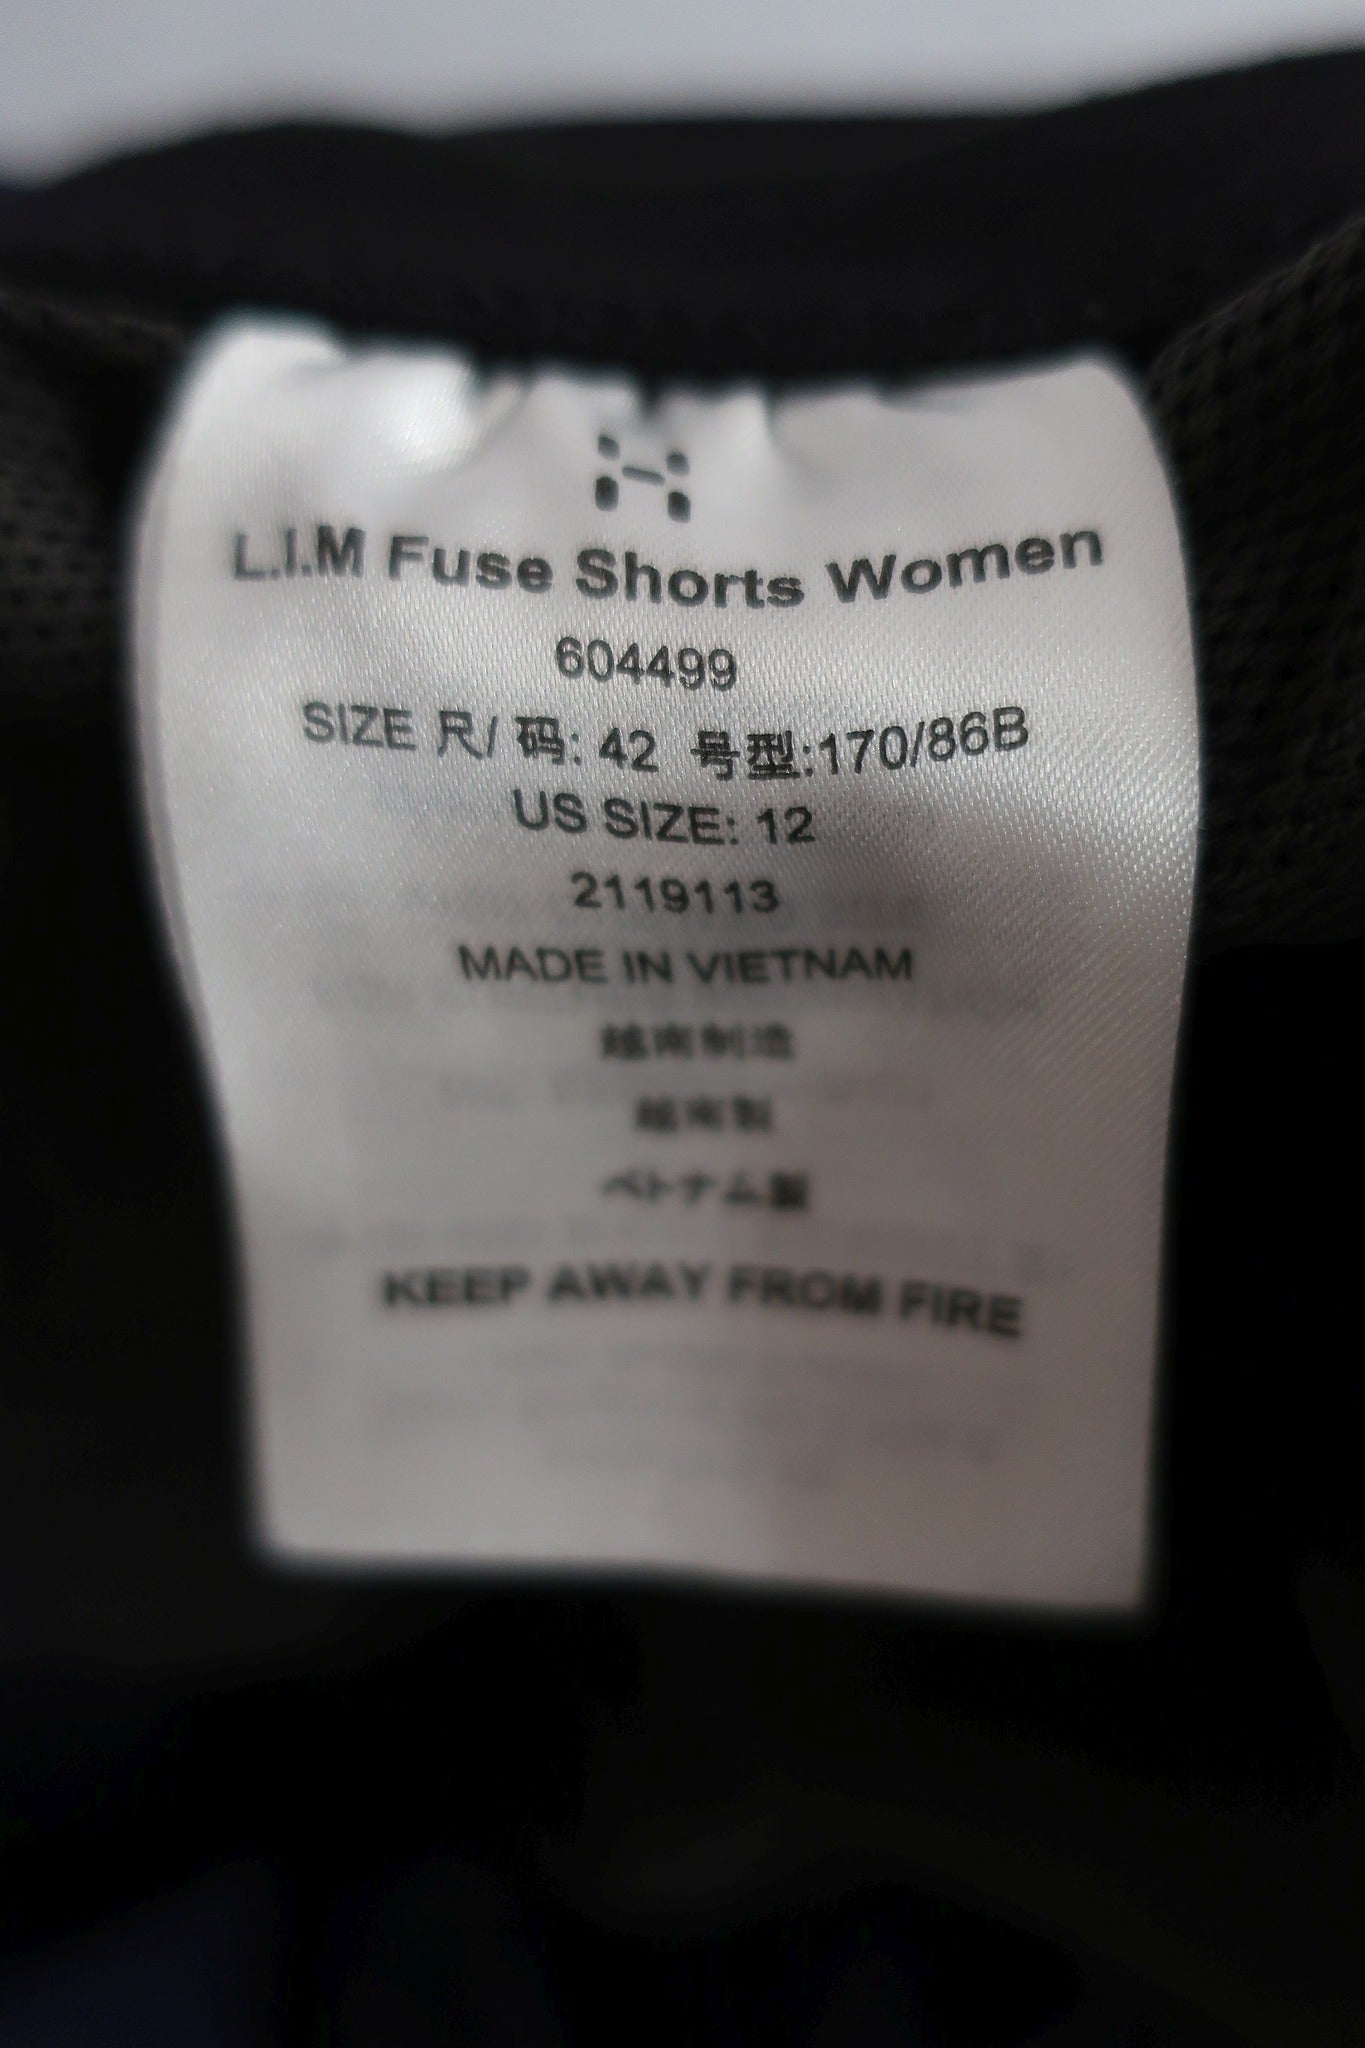 L.I.M Fuse Shorts Women
604499
SIZE 尺/ 码: 42 号型:170/86B
US SIZE: 12
2119113
MADE IN VIETNAM
越南制造
越南製
ベトナム製
KEEP AWAY FROM FIRE